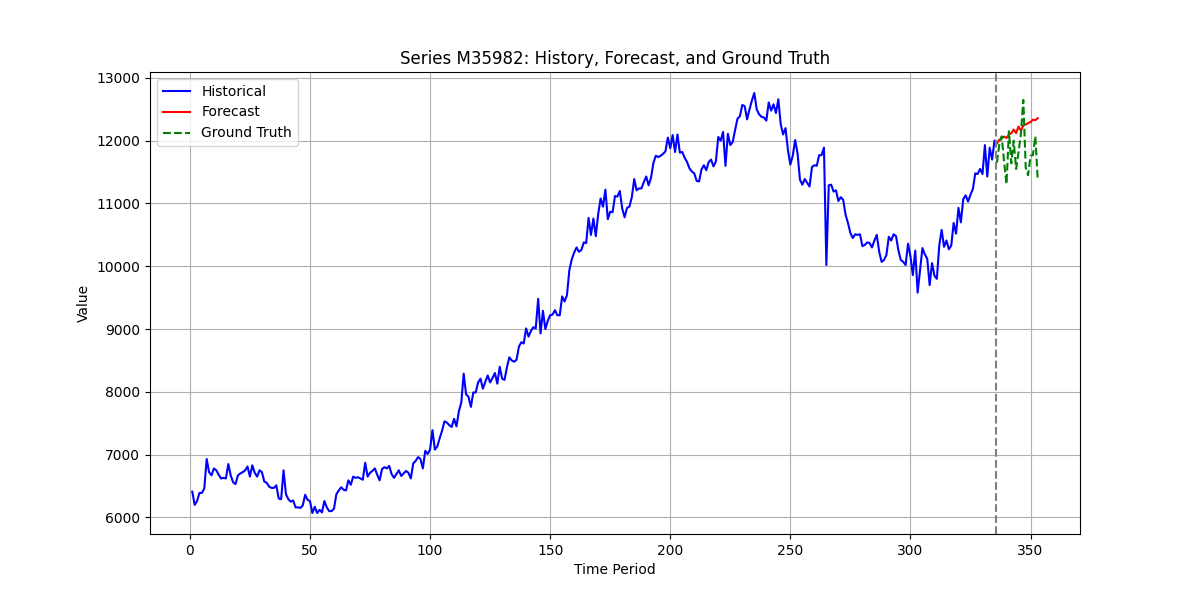 Series M35982: History, Forecast, and Ground Truth
Historical
Forecast
Ground Truth
13000
12000
11000
10000
9000
8000
7000
6000
Value
0 50 100 150 200 250 300 350
Time Period